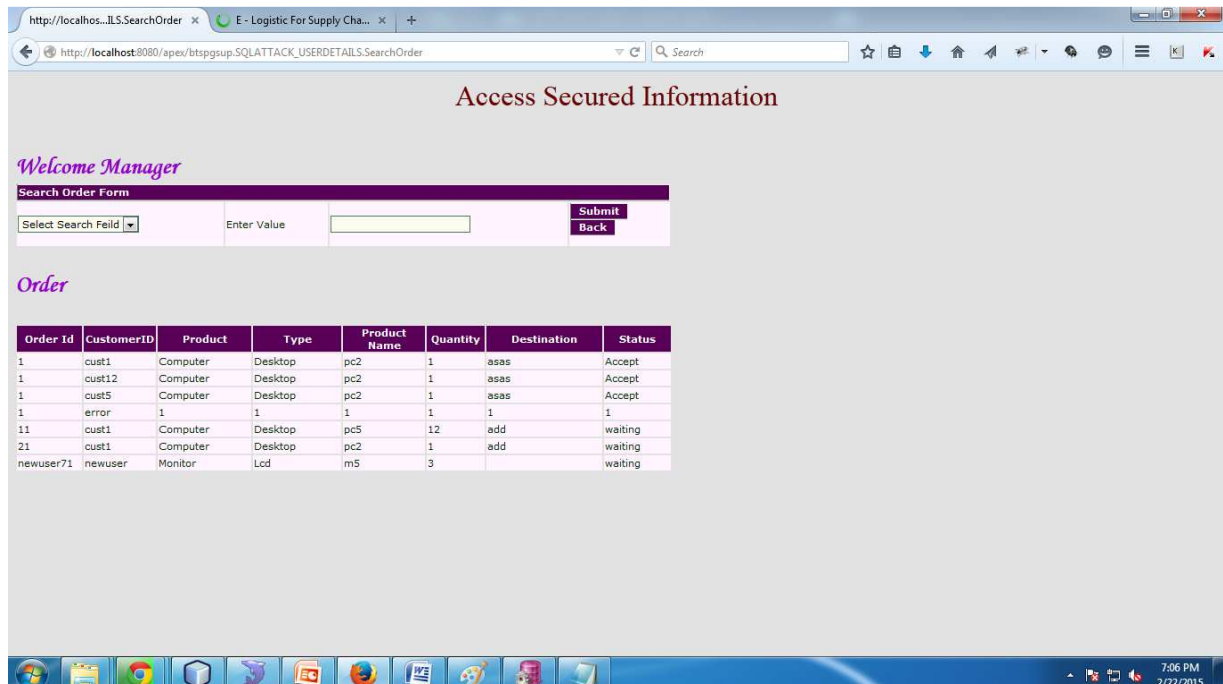 http://localhos...ILS.SearchOrder × E - Logistic For Supply Cha... × +
http://localhost:8080/apex/btspgsup.SQLATTACK_USERDETAILS.SearchOrder Search
Access Secured Information
Welcome Manager
Search Order Form
Select Search Feild Enter Value Submit
Back
Order
Order Id CustomerID Product Type Product Name Quantity Destination Status
1 cust1 Computer Desktop pc2 1 asas Accept
1 cust12 Computer Desktop pc2 1 asas Accept
1 cust5 Computer Desktop pc2 1 asas Accept
1 error 1 1 1 1 1 1
11 cust1 Computer Desktop pc5 12 add waiting
21 cust1 Computer Desktop pc2 1 add waiting
newuser71 newuser Monitor Lcd m5 3 waiting
7:06 PM
2/22/2015